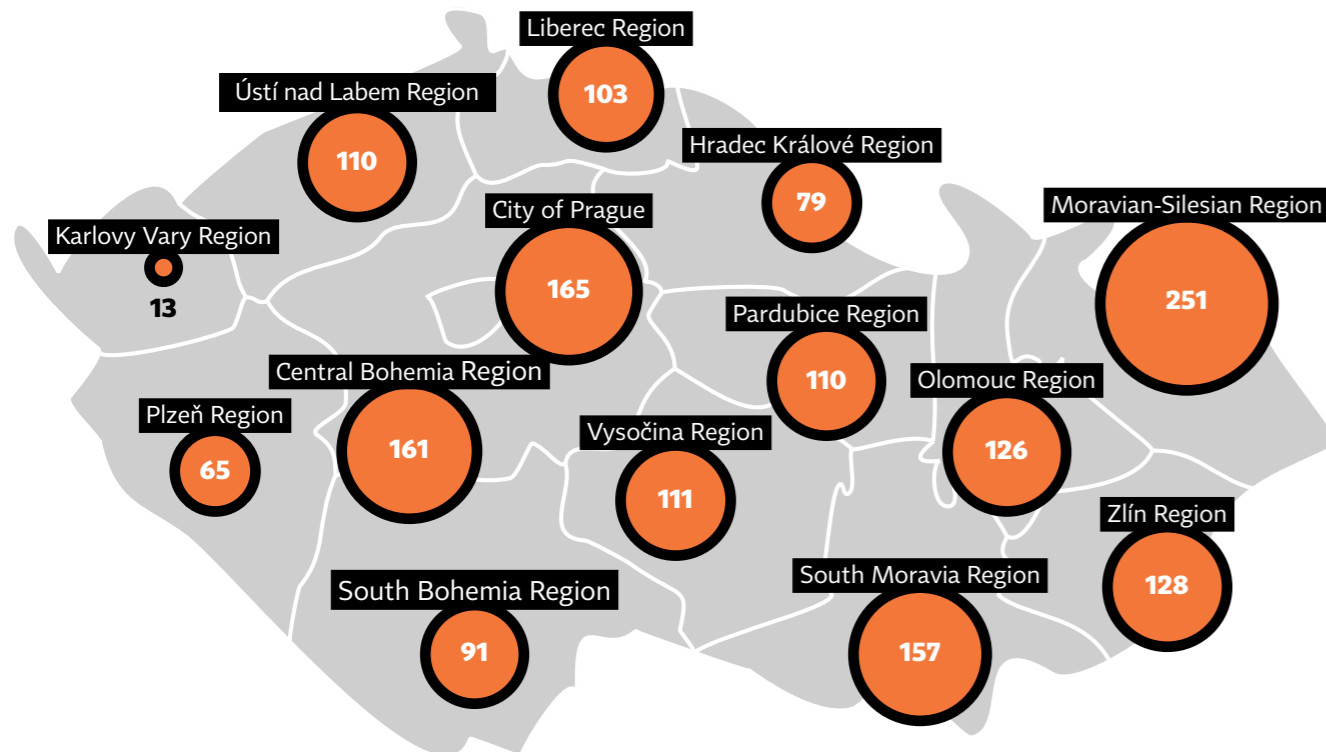 Liberec Region
103
Ústí nad Labem Region
110
Hradec Králové Region
79
City of Prague
165
Moravian-Silesian Region
251
Karlovy Vary Region
13
Pardubice Region
110
Central Bohemia Region
161
Olomouc Region
126
Plzeň Region
65
Vysočina Region
111
Zlín Region
128
South Moravia Region
157
South Bohemia Region
91